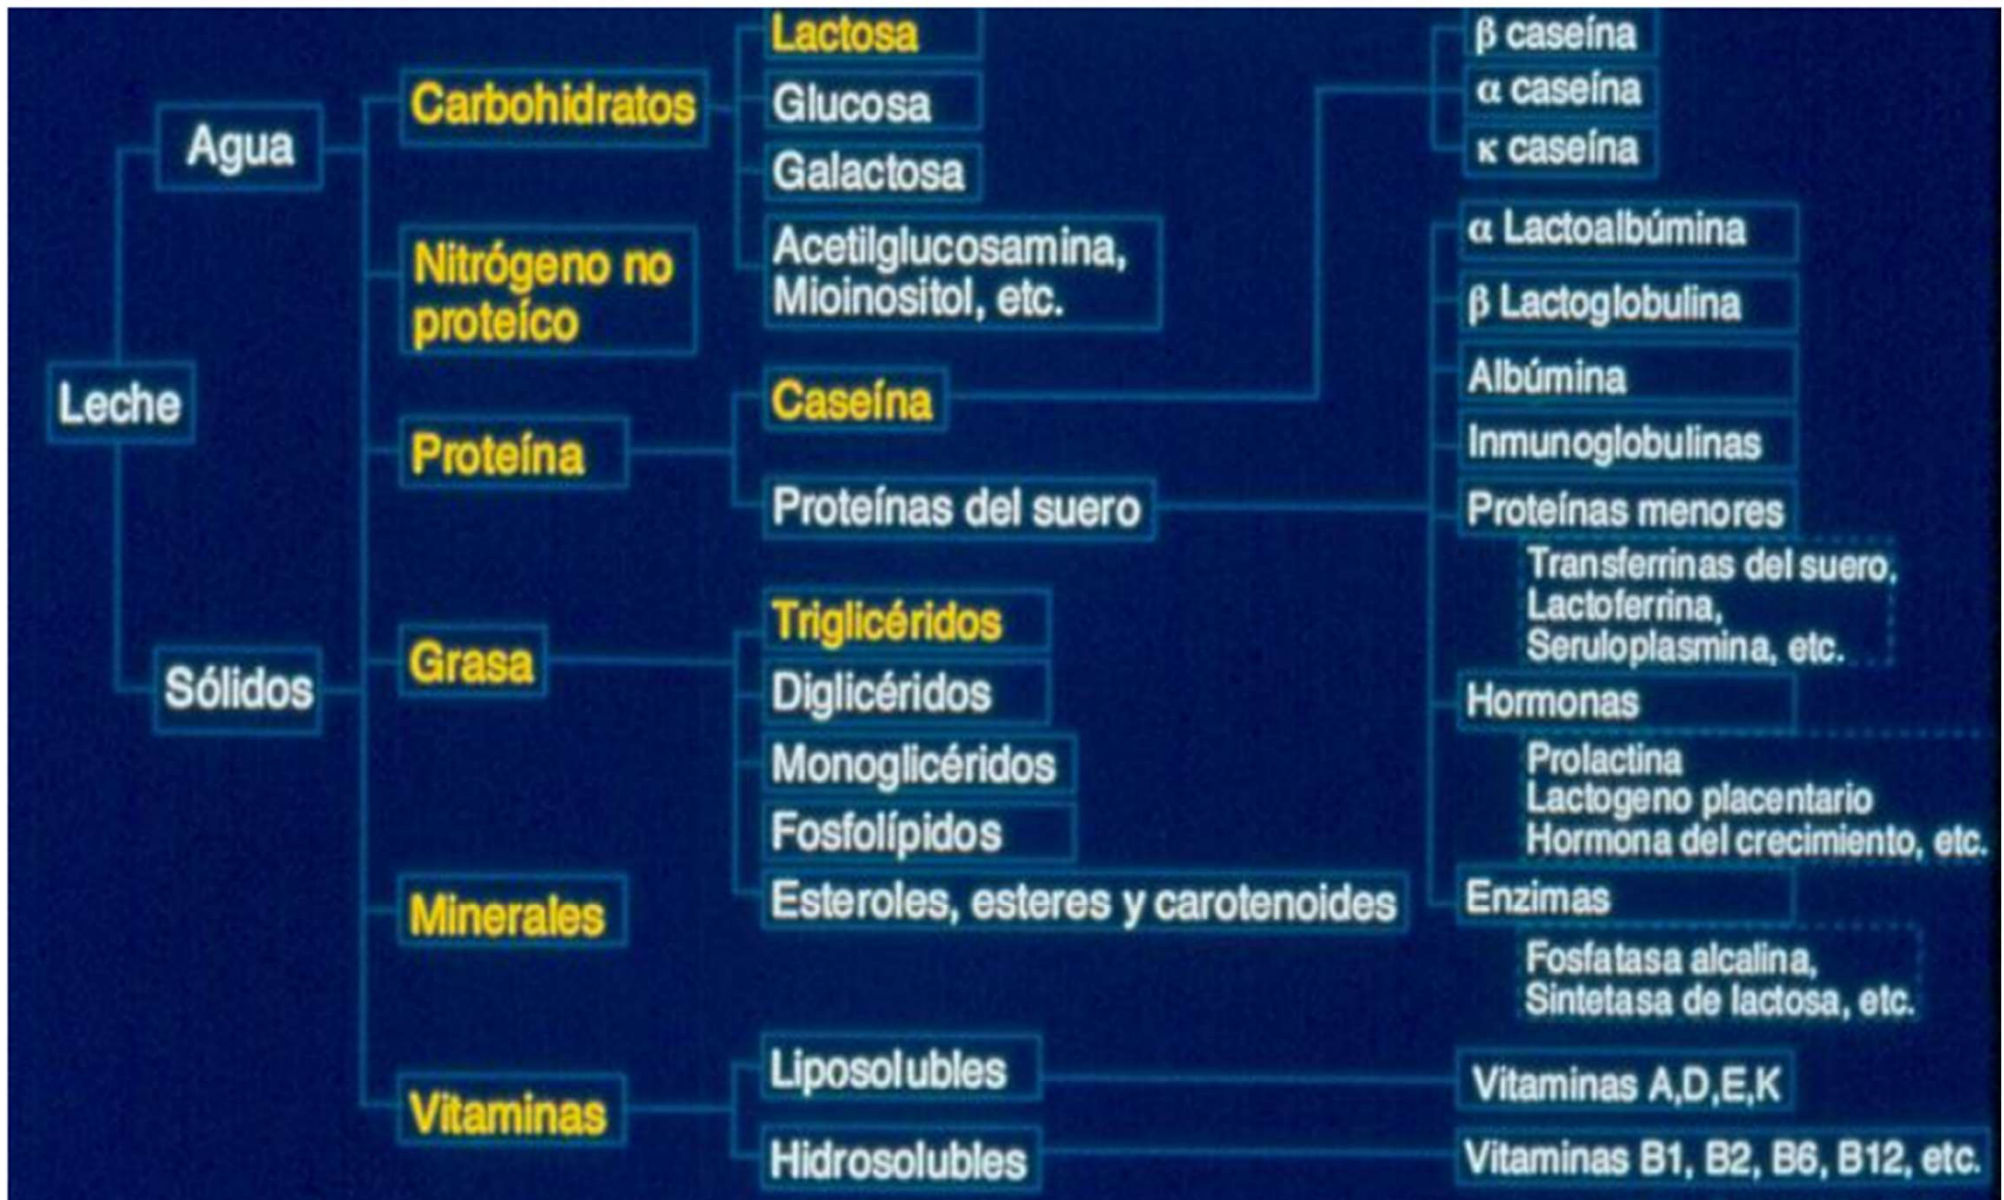 Leche
Agua
Sólidos
Carbohidratos
Nitrógeno no
proteíco
Proteína
Grasa
Minerales
Vitaminas
Lactosa
Glucosa
Galactosa
Acetilglucosamina,
Mioinositol, etc.
Caseína
Proteínas del suero
Triglicéridos
Diglicéridos
Monoglicéridos
Fosfolípidos
Esteroles, esteres y carotenoides
Liposolubles
Hidrosolubles
β caseína
α caseína
κ caseína
α Lactoalbúmina
β Lactoglobulina
Albúmina
Inmunoglobulinas
Proteínas menores
Transferrinas del suero,
Lactoferrina,
Seruloplasmina, etc.
Hormonas
Prolactina
Lactogeno placentario
Hormona del crecimiento, etc.
Enzimas
Fosfatasa alcalina,
Sintetasa de lactosa, etc.
Vitaminas A,D,E,K
Vitaminas B1, B2, B6, B12, etc.